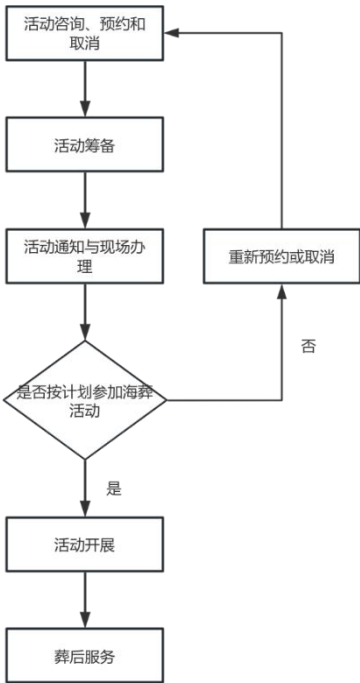 活动咨询、预约和
取消
活动筹备
活动通知与现场办
理
重新预约或取消
否
是否按计划参加海葬
活动
是
活动开展
葬后服务